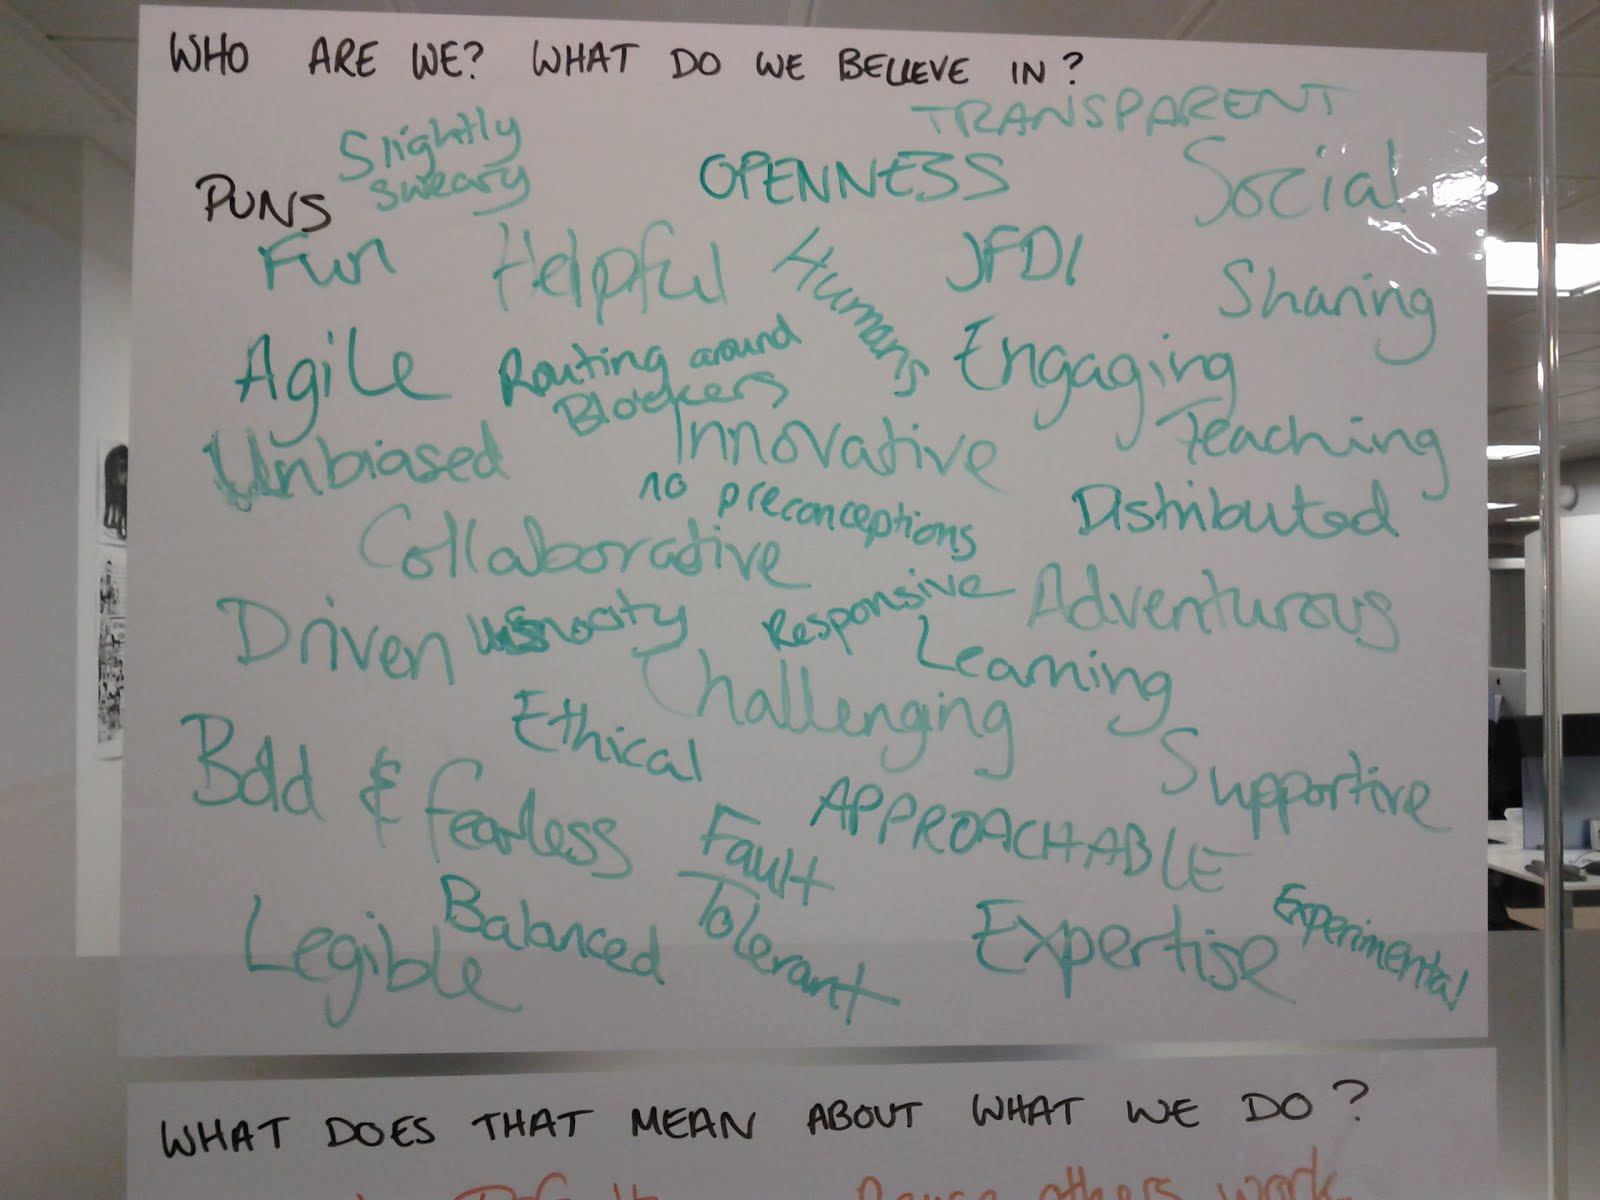 WHO ARE WE? WHAT DO WE BELIEVE IN?
TRANSPARENT
Slightly
sweary
PUNS
OPENNESS
Social
Fun
Helpful
Humans
JFDI
Sharing
Agile
Routing around
Blockers
Engaging
Unbiased
Innovative
Teaching
no preconceptions
Distributed
Collaborative
Driven
Responsive
Adventurous
Learning
Challenging
Ethical
Bold & fearless
Supportive
APPROACHABLE
Fault
Tolerant
Balanced
Legible
Expertise
Experimental
WHAT DOES THAT MEAN ABOUT WHAT WE DO?
others work